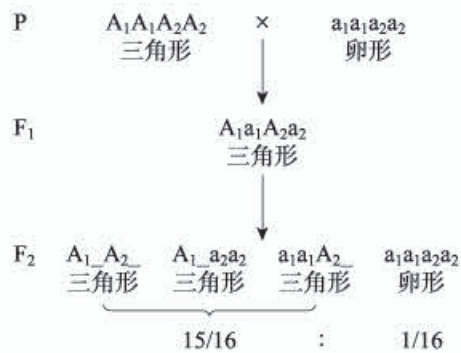 P A₁A₁A₂A₂ × a₁a₁a₂a₂
三角形 卵形
F₁ A₁a₁A₂a₂
三角形
F₂ A₁_A₂_ A₁_a₂a₂ a₁a₁A₂_ a₁a₁a₂a₂
三角形 三角形 三角形 卵形
15/16 : 1/16